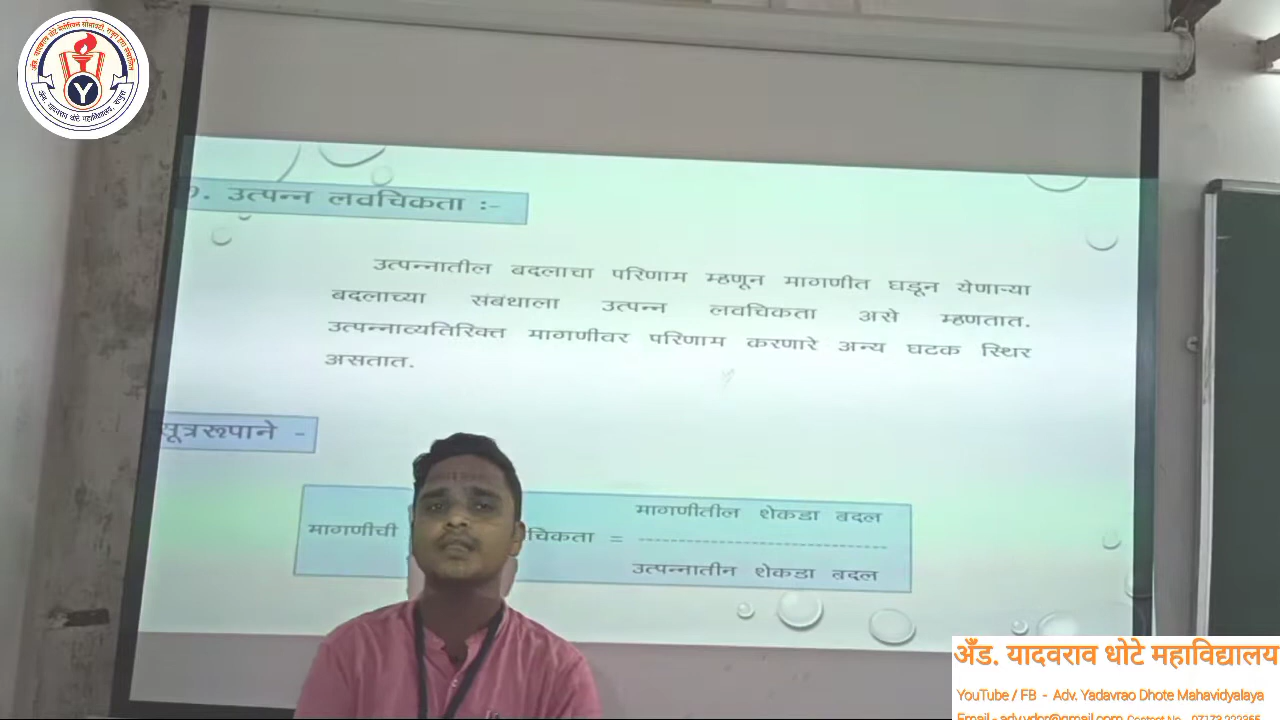 उत्पन्न लवचिकता :-
उत्पन्नातील बदलाचा परिणाम म्हणून मागणीत घडून येणाऱ्या
बदलाच्या संबंधाला उत्पन्न लवचिकता असे म्हणतात.
उत्पन्नाव्यतिरिक्त मागणीवर परिणाम करणारे अन्य घटक स्थिर
असतात.
सूत्ररूपाने -
मागणीतील शेकडा बदल
मागणीची चिकता = --------------------------------
उत्पन्नातीन शेकडा बदल
Y
अँड. यादवराव धोटे महाविद्यालय
YouTube / FB - Adv. Yadavrao Dhote Mahavidyalaya